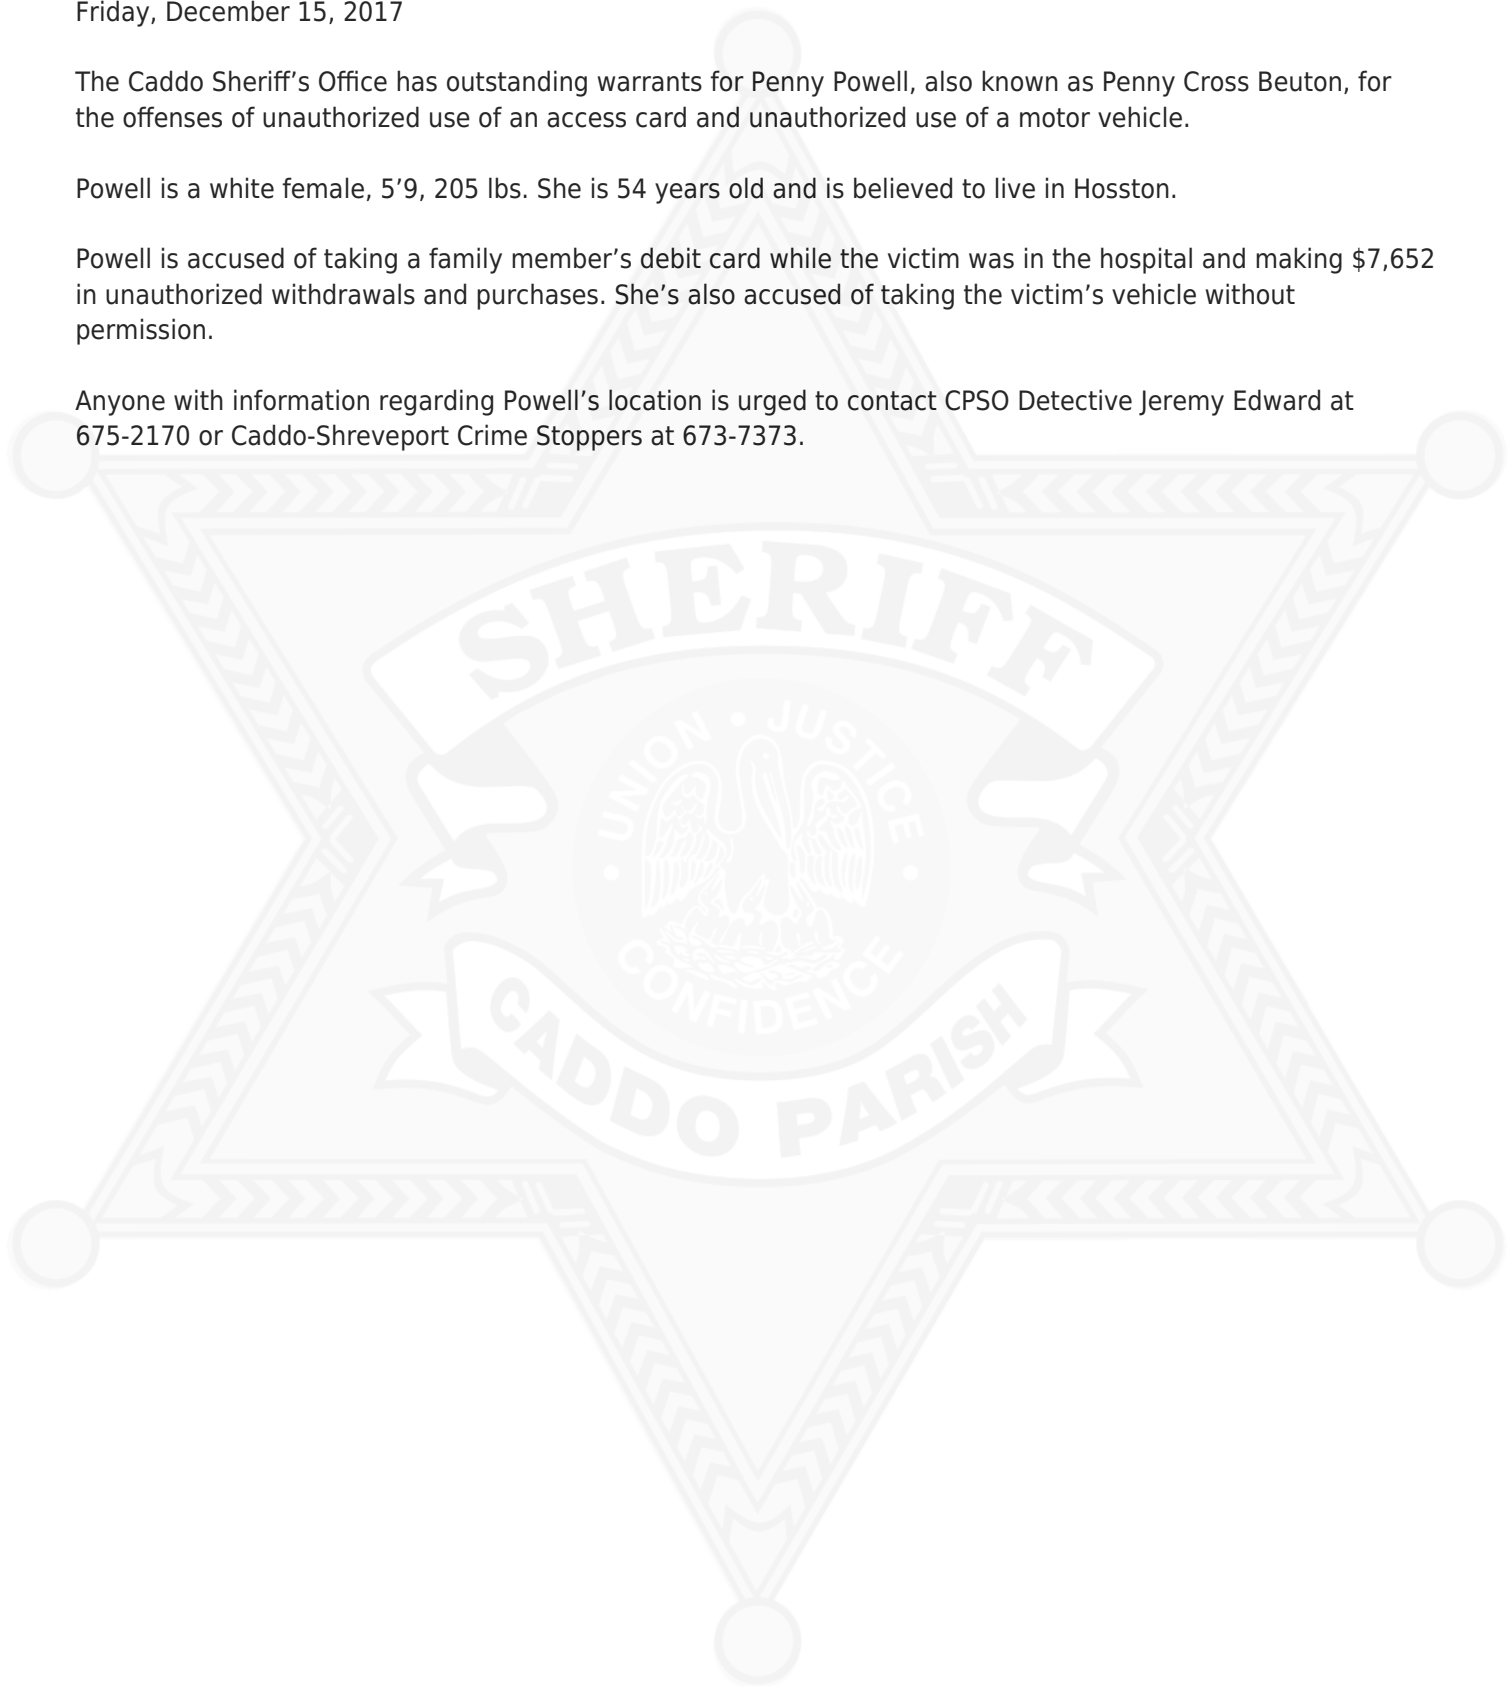 Friday, December 15, 2017
The Caddo Sheriff’s Office has outstanding warrants for Penny Powell, also known as Penny Cross Beuton, for
the offenses of unauthorized use of an access card and unauthorized use of a motor vehicle.
Powell is a white female, 5’9, 205 lbs. She is 54 years old and is believed to live in Hosston.
Powell is accused of taking a family member’s debit card while the victim was in the hospital and making $7,652
in unauthorized withdrawals and purchases. She’s also accused of taking the victim’s vehicle without
permission.
Anyone with information regarding Powell’s location is urged to contact CPSO Detective Jeremy Edward at
675-2170 or Caddo-Shreveport Crime Stoppers at 673-7373.
SHERIFF
UNION • JUSTICE •
CONFIDENCE •
CADDO PARISH